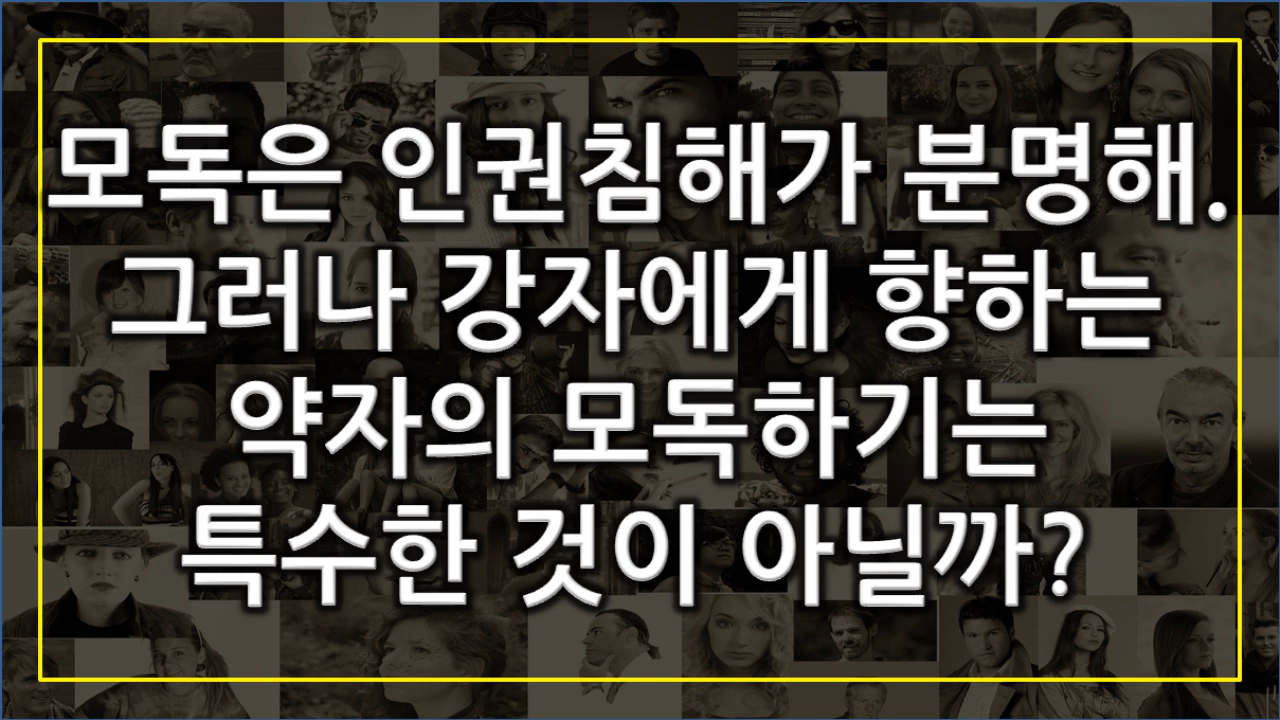 모독은 인권침해가 분명해.
그러나 강자에게 향하는
약자의 모독하기는
특수한 것이 아닐까?